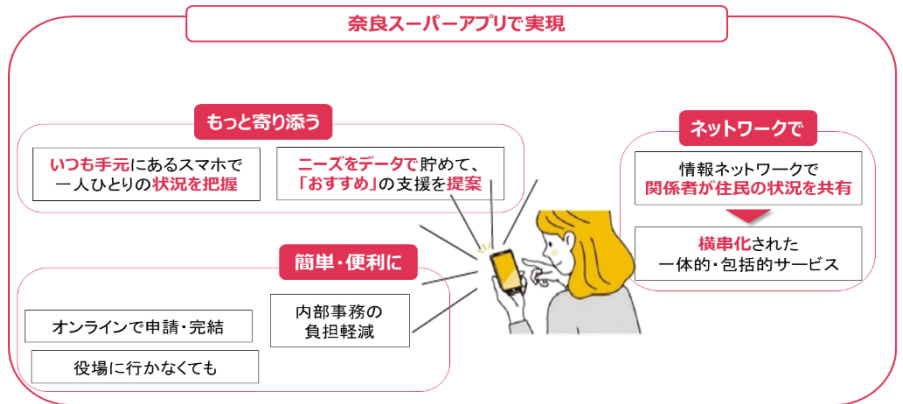 奈良スーパーアプリで実現
もっと寄り添う
いつも手元にあるスマホで
一人ひとりの状況を把握
ニーズをデータで貯めて、
「おすすめ」の支援を提案
ネットワークで
情報ネットワークで
関係者が住民の状況を共有
横串化された
一体的・包括的サービス
簡単・便利に
オンラインで申請・完結
役場に行かなくても
内部事務の
負担軽減